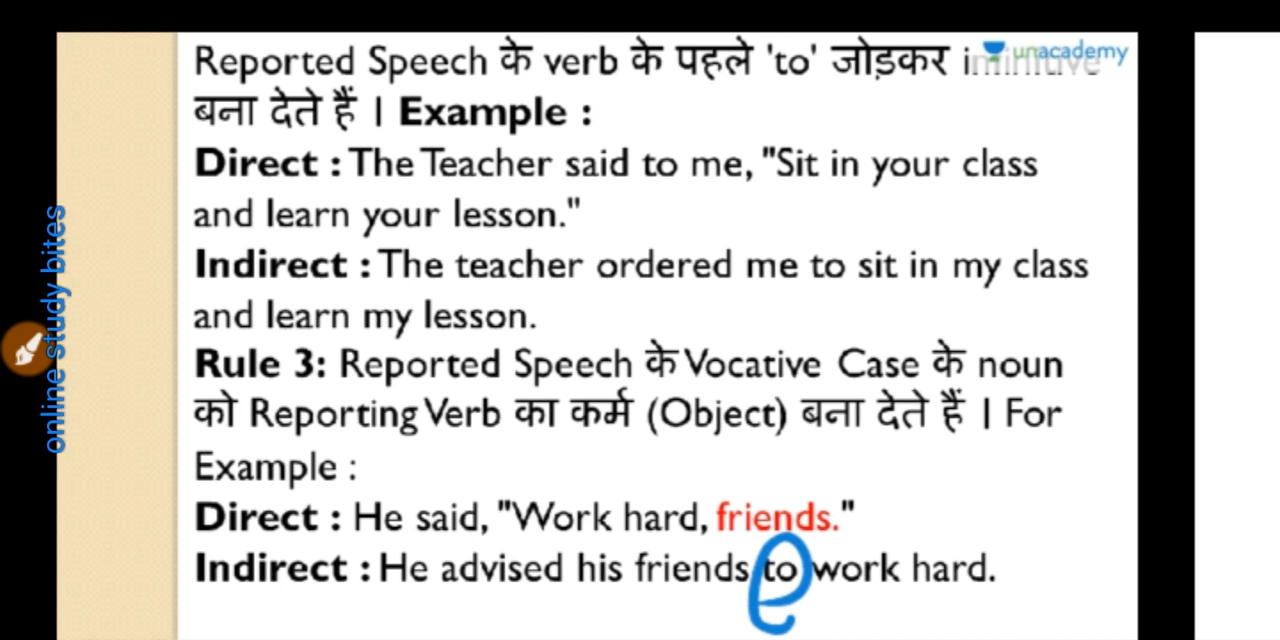 Reported Speech के verb के पहले 'to' जोड़कर infinitive unacademy
बना देते हैं | Example :
Direct : The Teacher said to me, "Sit in your class
and learn your lesson."
Indirect : The teacher ordered me to sit in my class
and learn my lesson.
Rule 3: Reported Speech के Vocative Case के noun
को Reporting Verb का कर्म (Object) बना देते हैं | For
Example :
Direct : He said, "Work hard, friends."
Indirect : He advised his friends to work hard.
online study bites